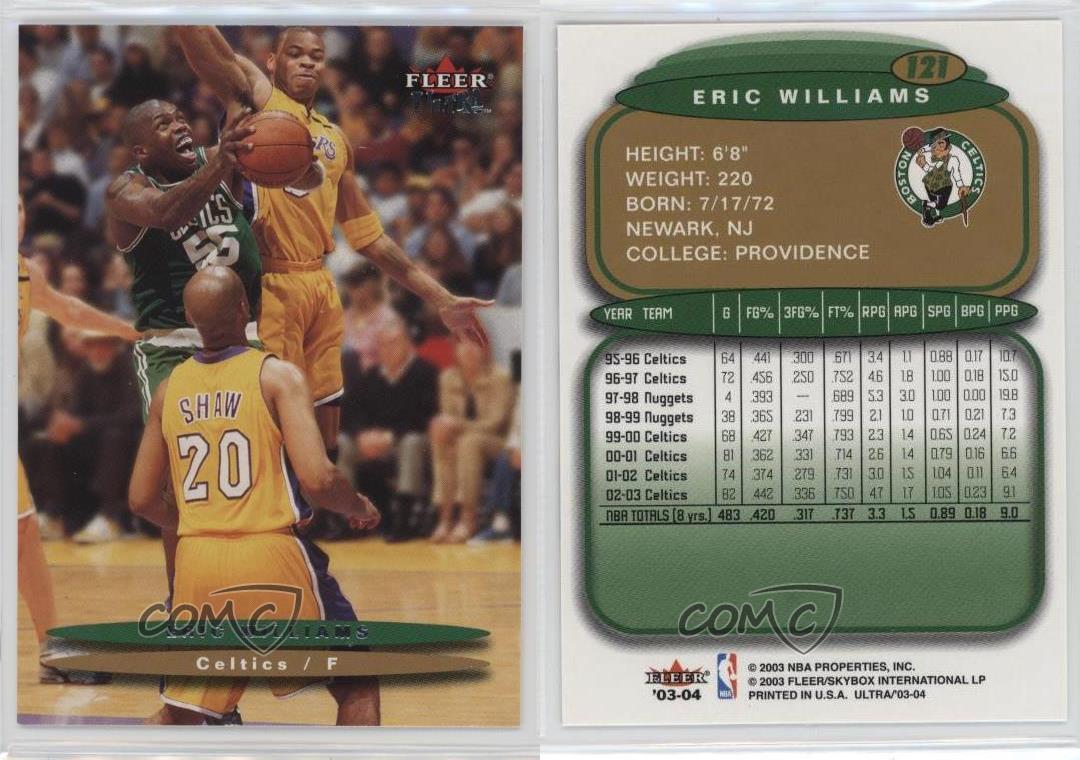 FLEER
ULTRA
CELTICS
55
SHAW
20
COMC
ERIC WILLIAMS
Celtics / F
121
ERIC WILLIAMS
HEIGHT: 6'8"
WEIGHT: 220
BORN: 7/17/72
NEWARK, NJ
COLLEGE: PROVIDENCE
BOSTON CELTICS
YEAR TEAM G FG% 3FG% FT% RPG APG SPG BPG PPG
95-96 Celtics 64 .441 .300 .671 3.4 1.1 0.88 0.17 10.7
96-97 Celtics 72 .456 .250 .752 4.6 1.8 1.00 0.18 15.0
97-98 Nuggets 4 .393 --- .689 5.3 3.0 1.00 0.00 19.8
98-99 Nuggets 38 .365 .231 .799 2.1 1.0 0.71 0.21 7.3
99-00 Celtics 68 .427 .347 .793 2.3 1.4 0.65 0.24 7.2
00-01 Celtics 81 .362 .331 .714 2.6 1.4 0.79 0.16 6.6
01-02 Celtics 74 .374 .279 .731 3.0 1.5 1.04 0.11 6.4
02-03 Celtics 82 .442 .336 .750 4.7 1.7 1.05 0.23 9.1
NBA TOTALS (8 yrs.) 483 .420 .317 .737 3.3 1.5 0.89 0.18 9.0
COMC
FLEER
'03-04
NBA
© 2003 NBA PROPERTIES, INC.
© 2003 FLEER/SKYBOX INTERNATIONAL LP
PRINTED IN U.S.A. ULTRA/'03-04